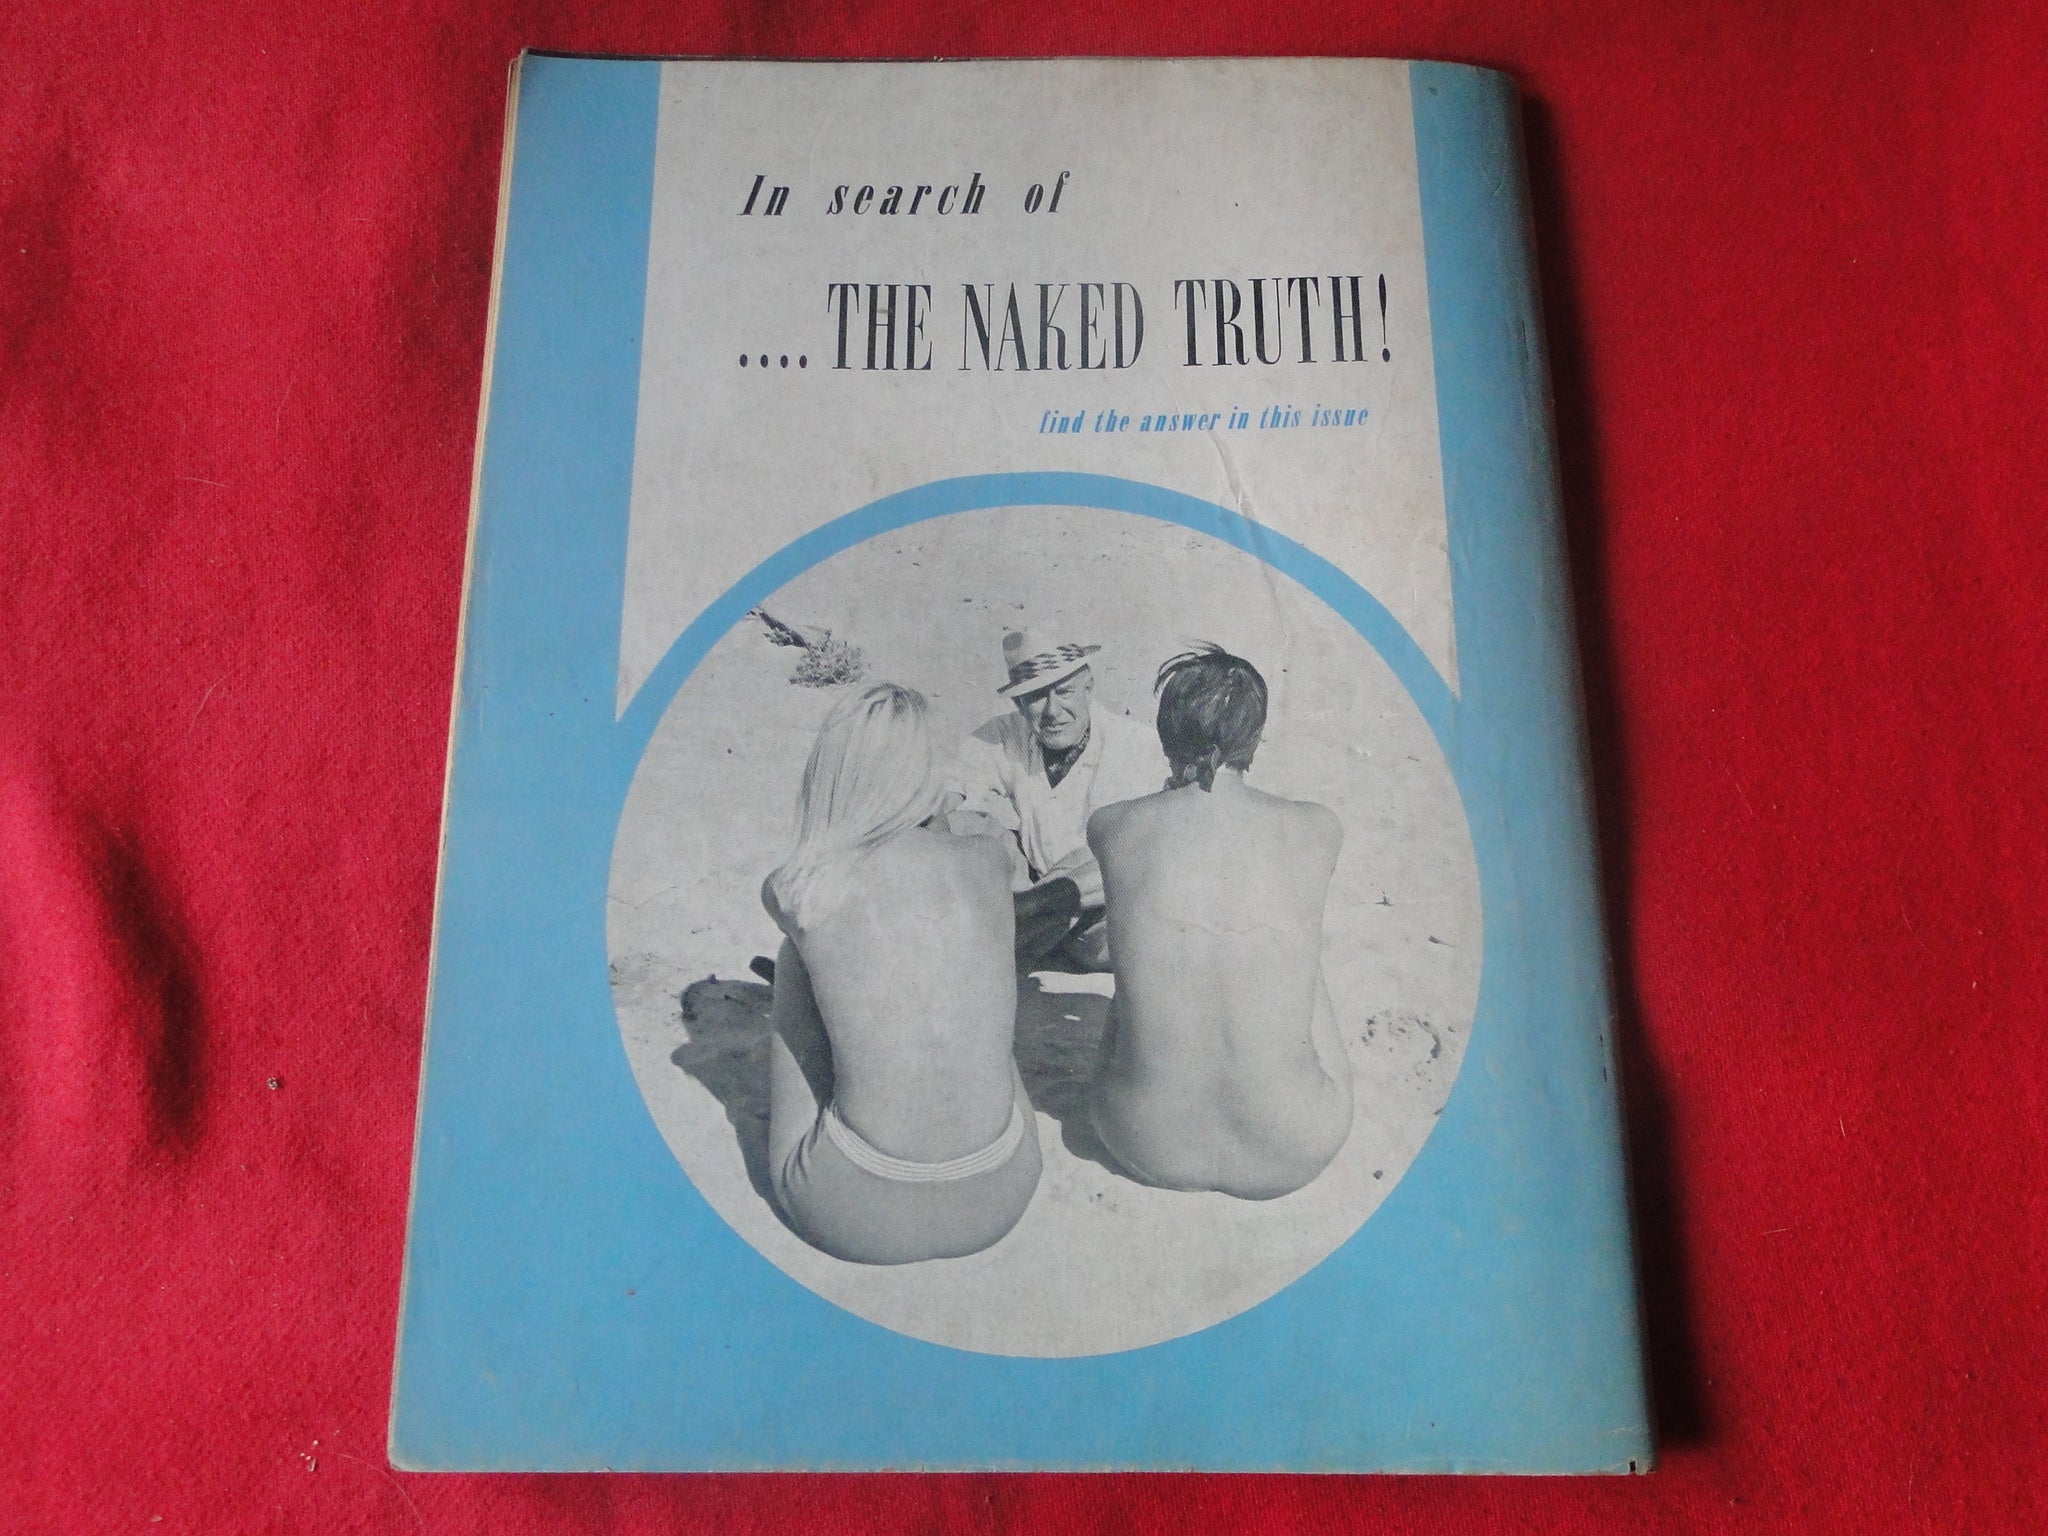 In search of
.... THE NAKED TRUTH!
find the answer in this issue